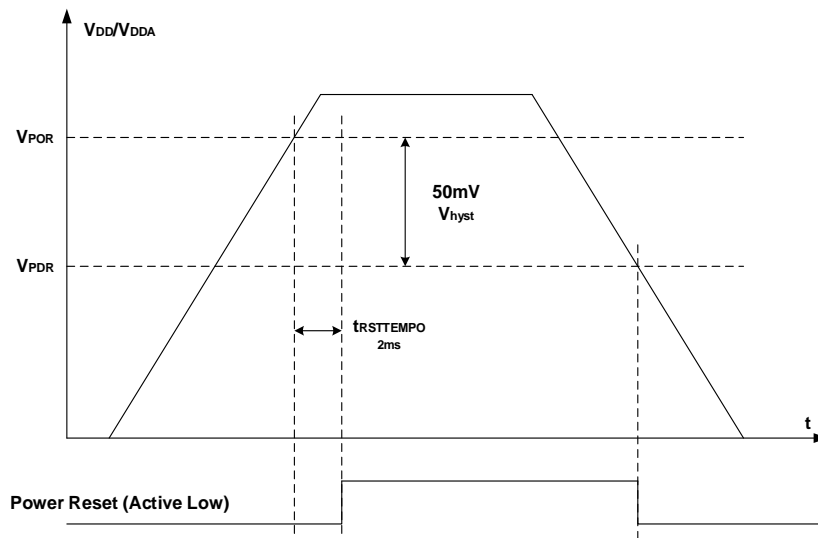 VDD/VDDA
VPOR
50mV
Vhyst
VPDR
tRSTTEMPO
2ms
t
Power Reset (Active Low)